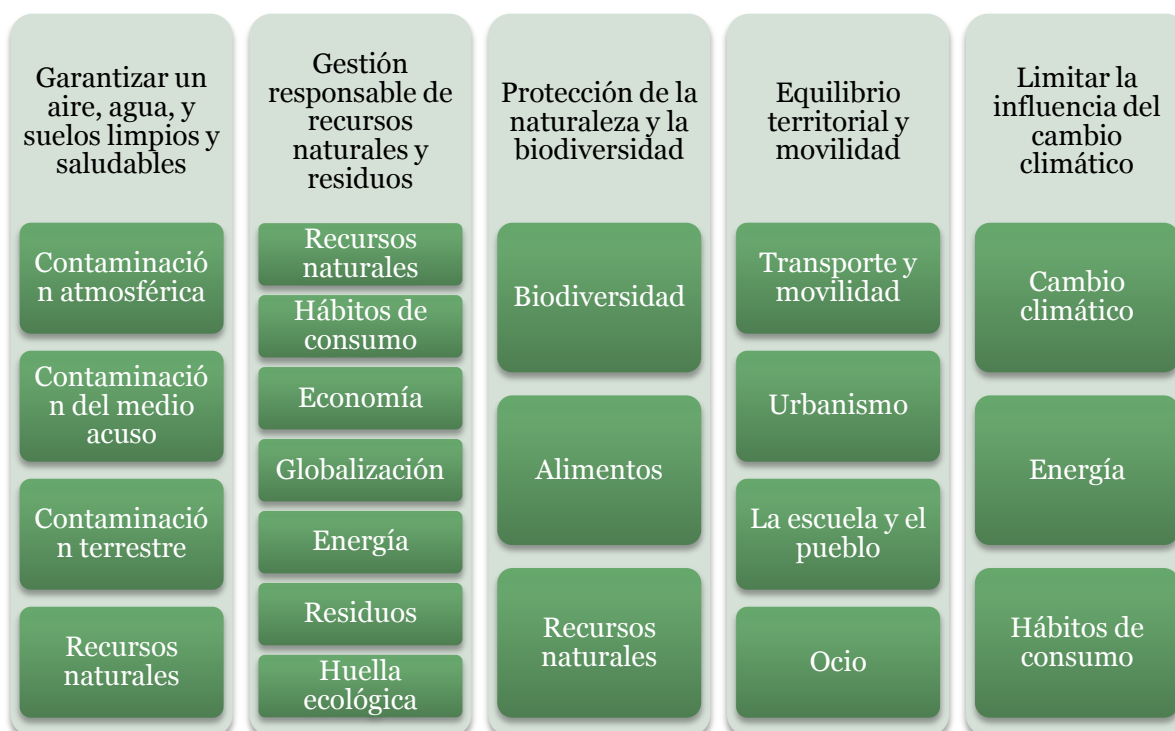 Garantizar un
aire, agua, y
suelos limpios y
saludables
Contaminació
n atmosférica
Contaminació
n del medio
acuso
Contaminació
n terrestre
Recursos
naturales
Gestión
responsable de
recursos
naturales y
residuos
Recursos
naturales
Hábitos de
consumo
Economía
Globalización
Energía
Residuos
Huella
ecológica
Protección de la
naturaleza y la
biodiversidad
Biodiversidad
Alimentos
Recursos
naturales
Equilibrio
territorial y
movilidad
Transporte y
movilidad
Urbanismo
La escuela y el
pueblo
Ocio
Limitar la
influencia del
cambio
climático
Cambio
climático
Energía
Hábitos de
consumo